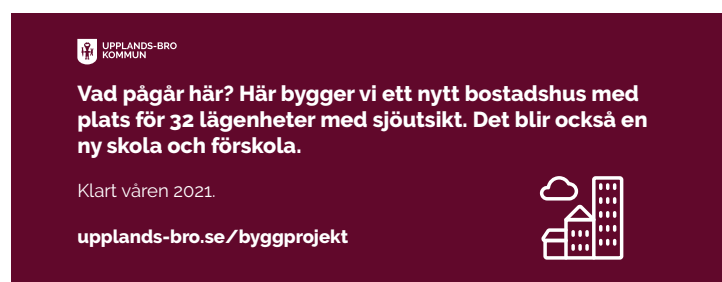 UPPLANDS-BRO
KOMMUN
Vad pågår här? Här bygger vi ett nytt bostadshus med
plats för 32 lägenheter med sjöutsikt. Det blir också en
ny skola och förskola.
Klart våren 2021.
upplands-bro.se/byggprojekt